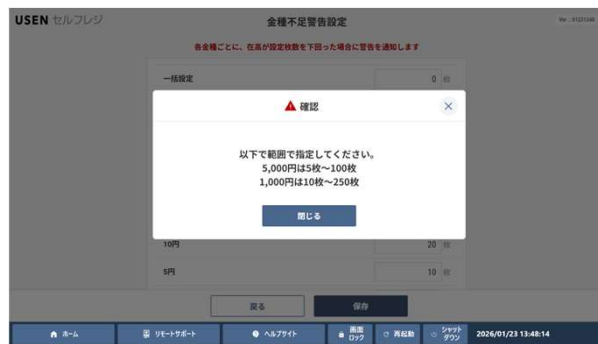 USEN セルフレジ
金種不足警告設定
Ver. : 01231240
各金種ごとに、在高が設定枚数を下回った場合に警告を通知します
一括設定
0 枚
確認
以下で範囲で指定してください。
5,000円は5枚～100枚
1,000円は10枚～250枚
閉じる
10円
20 枚
5円
10 枚
戻る
保存
ホーム
リモートサポート
ヘルプサイト
画面
ロック
再起動
シャット
ダウン
2026/01/23 13:48:14